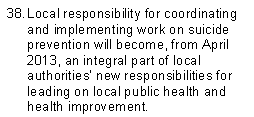 38. Local responsibility for coordinating
and implementing work on suicide
prevention will become, from April
2013, an integral part of local
authorities' new responsibilities for
leading on local public health and
health improvement.